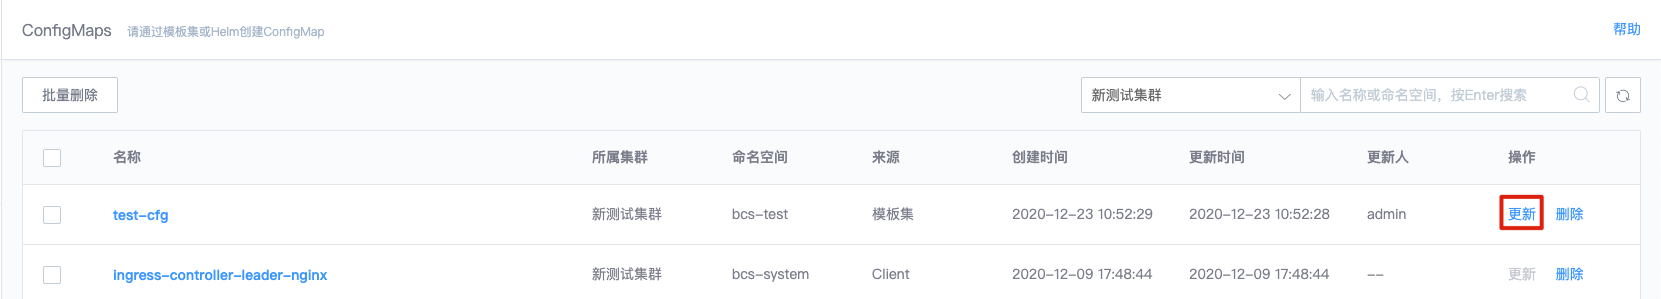 ConfigMaps 请通过模板集或Helm创建ConfigMap 帮助
批量删除 新测试集群 输入名称或命名空间，按Enter搜索
名称 所属集群 命名空间 来源 创建时间 更新时间 更新人 操作
test-cfg 新测试集群 bcs-test 模板集 2020-12-23 10:52:29 2020-12-23 10:52:28 admin 更新 删除
ingress-controller-leader-nginx 新测试集群 bcs-system Client 2020-12-09 17:48:44 2020-12-09 17:48:44 -- 更新 删除